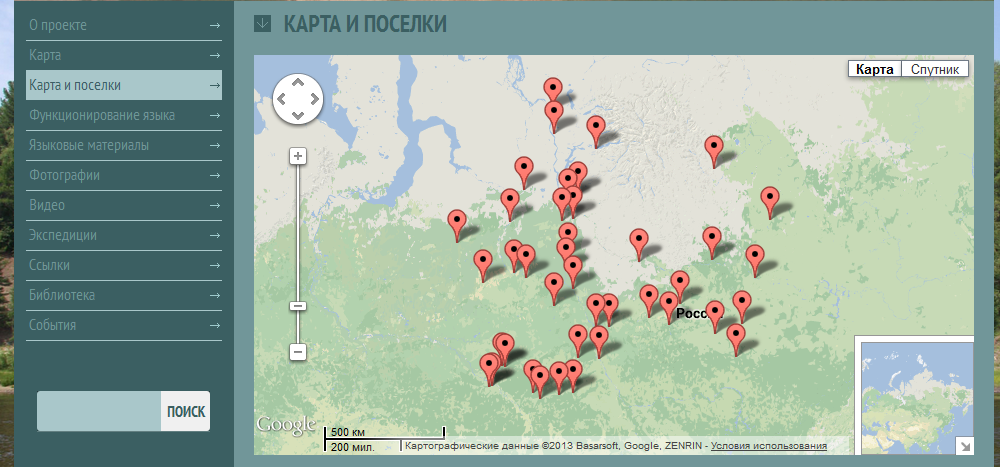 О проекте →
Карта →
Карта и поселки →
Функционирование языка →
Языковые материалы →
Фотографии →
Видео →
Экспедиции →
Ссылки →
Библиотека →
События →
ПОИСК
КАРТА И ПОСЕЛКИ
Карта Спутник
Росс
Google
500 км
200 мил.
Картографические данные ©2013 Basarsoft, Google, ZENRIN - Условия использования